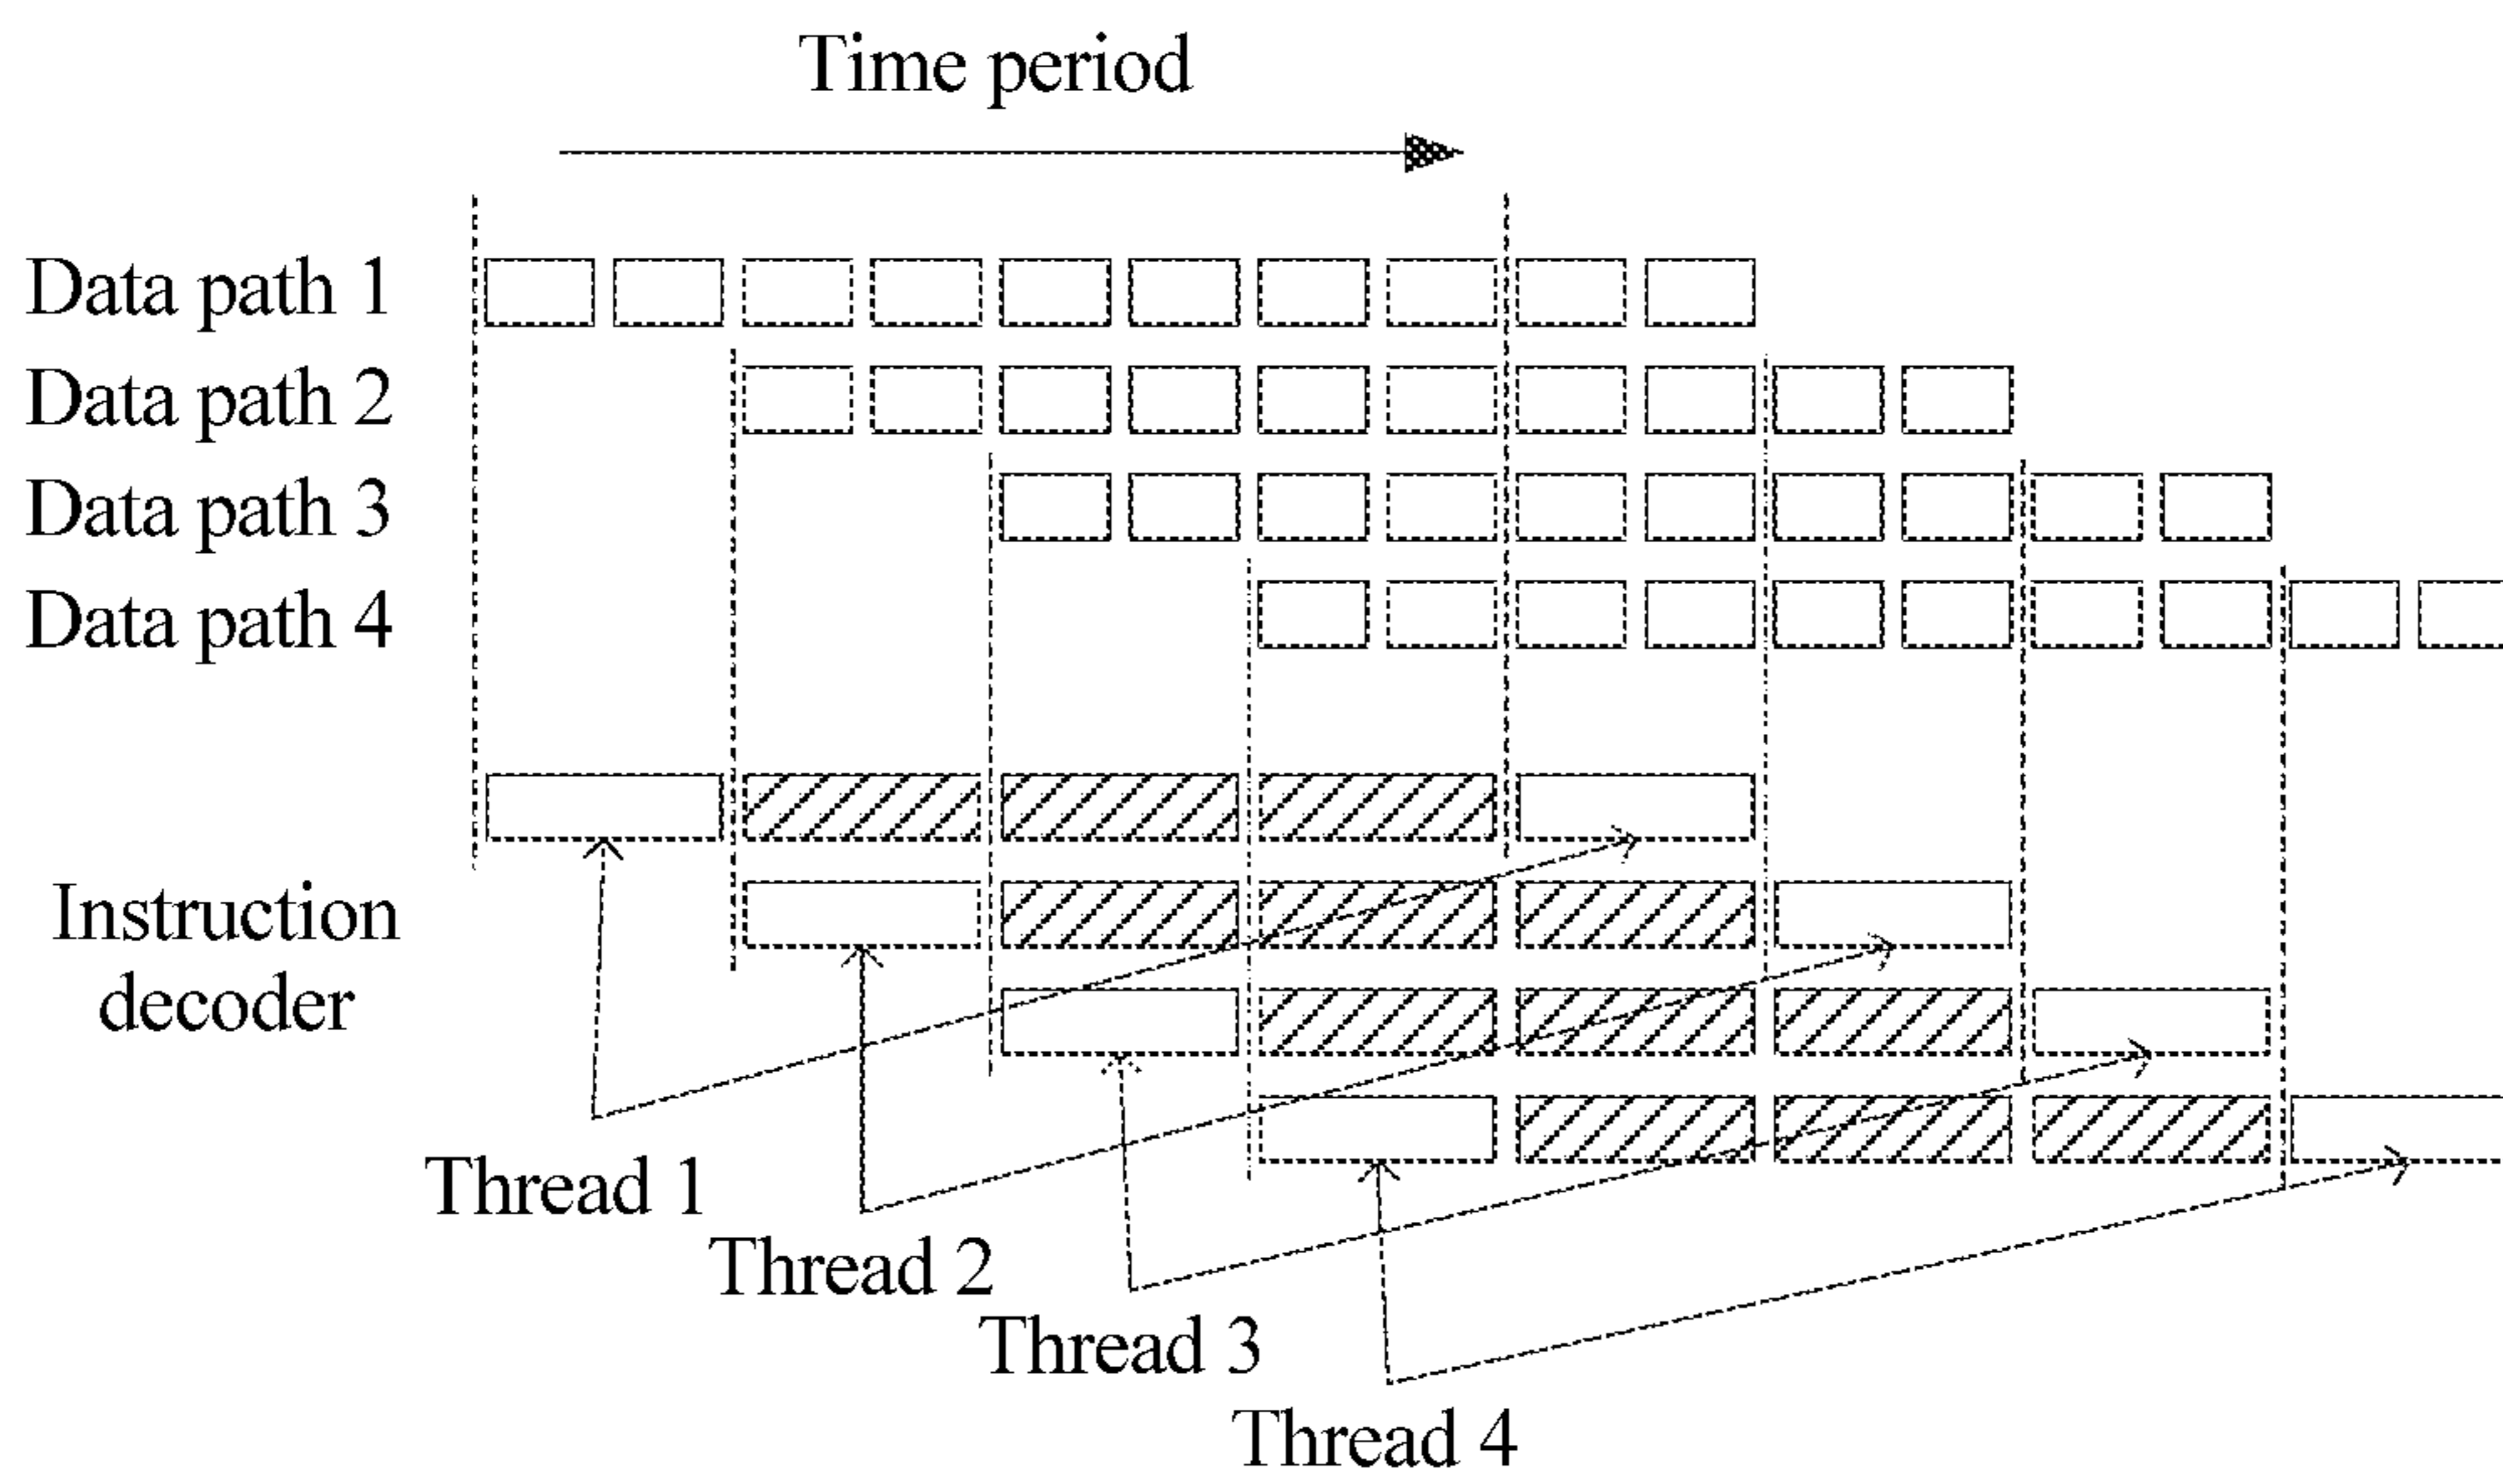 Time period
Data path 1
Data path 2
Data path 3
Data path 4
Instruction
decoder
Thread 1
Thread 2
Thread 3
Thread 4